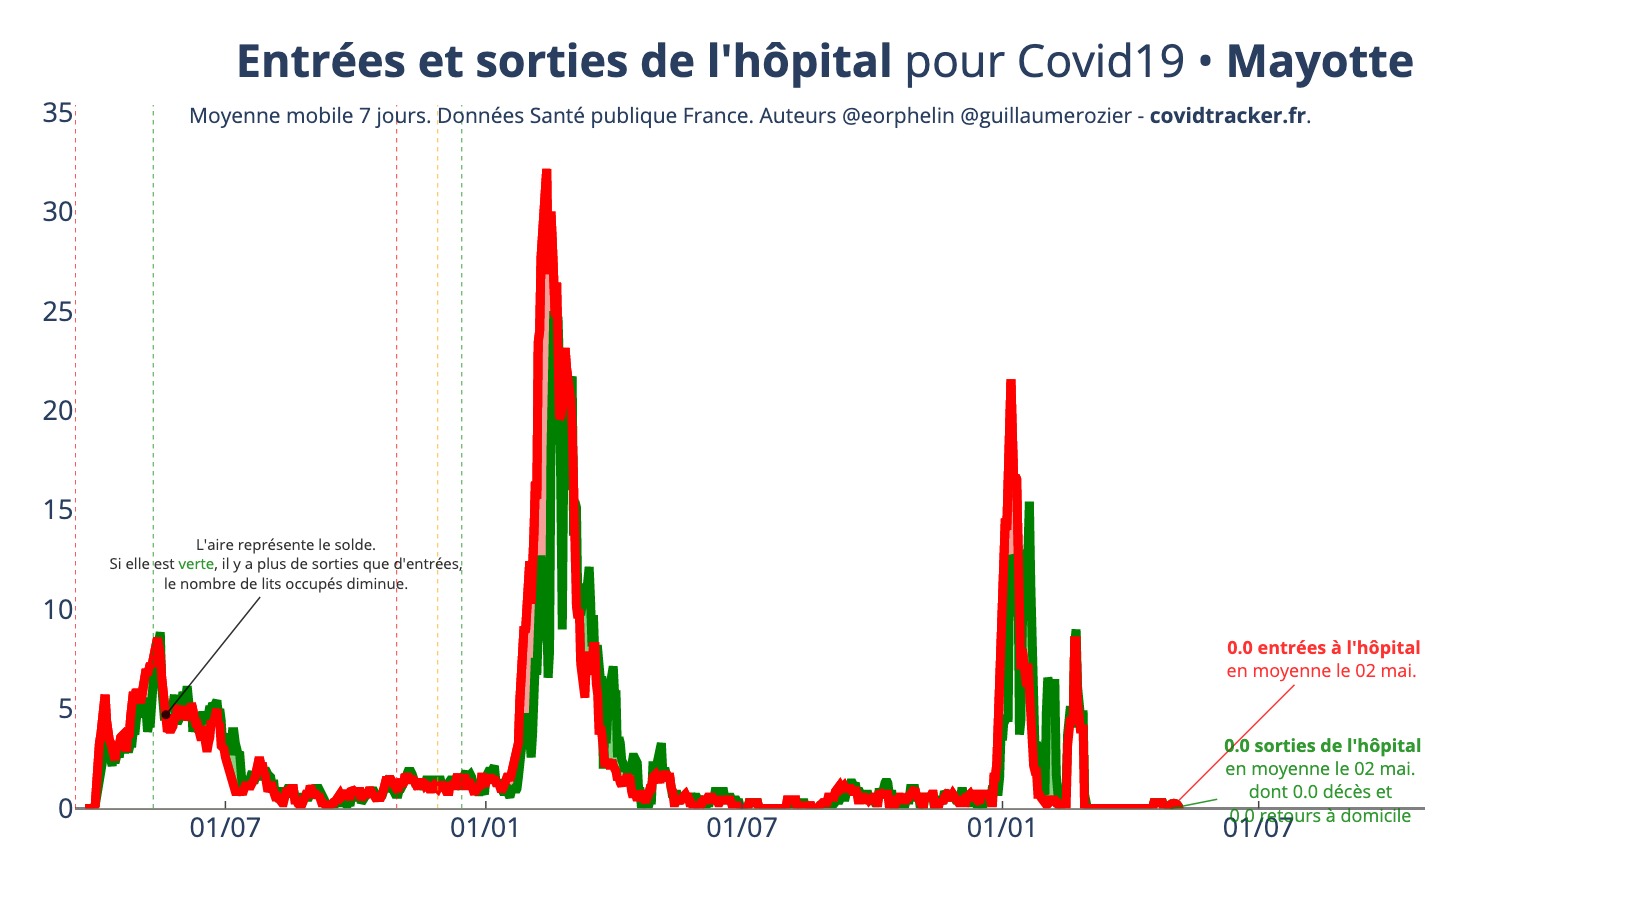 Entrées et sorties de l'hôpital pour Covid19 • Mayotte
Moyenne mobile 7 jours. Données Santé publique France. Auteurs @eorphelin @guillaumerozier - covidtracker.fr.
35
30
25
20
15
10
5
0
L'aire représente le solde.
Si elle est verte, il y a plus de sorties que d'entrées,
le nombre de lits occupés diminue.
0.0 entrées à l'hôpital
en moyenne le 02 mai.
0.0 sorties de l'hôpital
en moyenne le 02 mai.
dont 0.0 décès et
0.0 retours à domicile
01/07
01/01
01/07
01/01
01/07